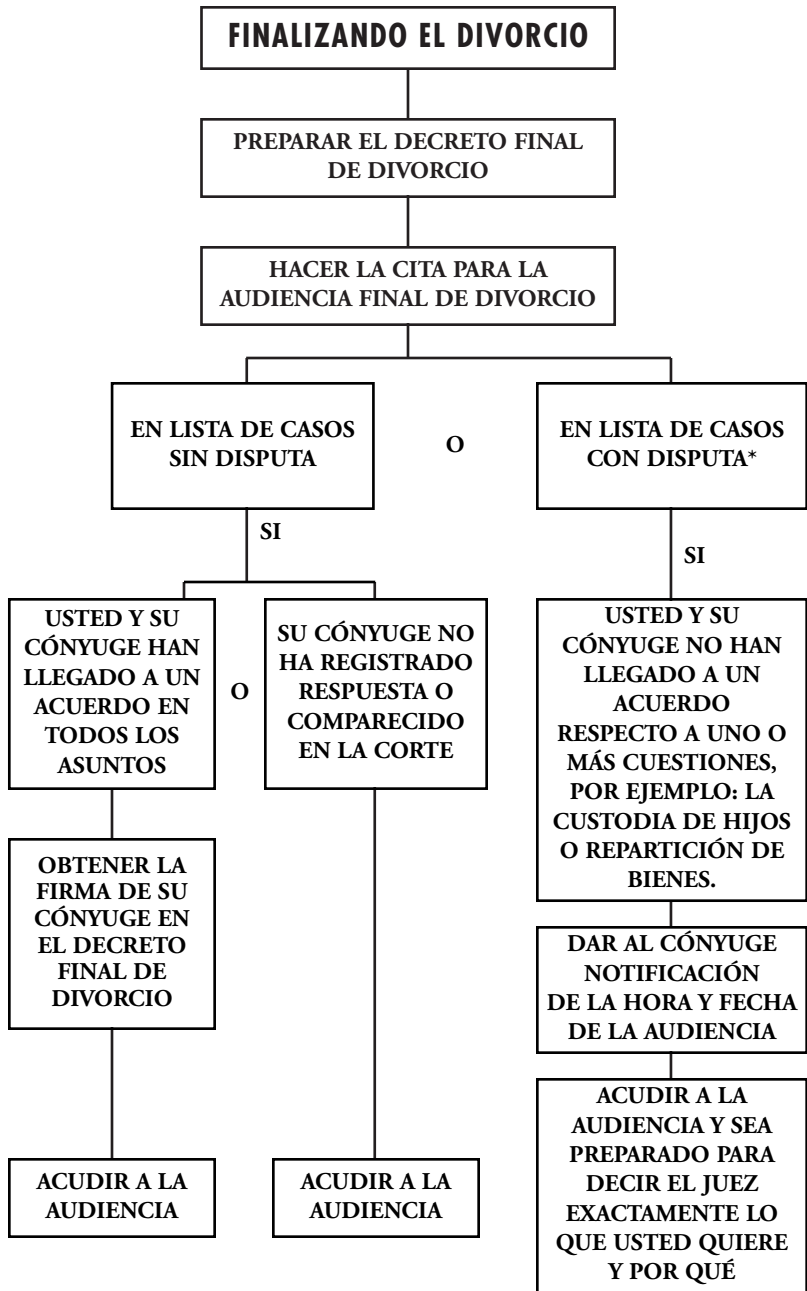 FINALIZANDO EL DIVORCIO
PREPARAR EL DECRETO FINAL
DE DIVORCIO
HACER LA CITA PARA LA
AUDIENCIA FINAL DE DIVORCIO
EN LISTA DE CASOS
SIN DISPUTA
O
EN LISTA DE CASOS
CON DISPUTA*
SI
SI
USTED Y SU
CÓNYUGE HAN
LLEGADO A UN
ACUERDO EN
TODOS LOS
ASUNTOS
O
SU CÓNYUGE NO
HA REGISTRADO
RESPUESTA O
COMPARECIDO
EN LA CORTE
USTED Y SU
CÓNYUGE NO HAN
LLEGADO A UN
ACUERDO
RESPECTO A UNO O
MÁS CUESTIONES,
POR EJEMPLO: LA
CUSTODIA DE HIJOS
O REPARTICIÓN DE
BIENES.
OBTENER LA
FIRMA DE SU
CÓNYUGE EN
EL DECRETO
FINAL DE
DIVORCIO
DAR AL CÓNYUGE
NOTIFICACIÓN
DE LA HORA Y FECHA
DE LA AUDIENCIA
ACUDIR A LA
AUDIENCIA
ACUDIR A LA
AUDIENCIA
ACUDIR A LA
AUDIENCIA Y SEA
PREPARADO PARA
DECIR EL JUEZ
EXACTAMENTE LO
QUE USTED QUIERE
Y POR QUÉ